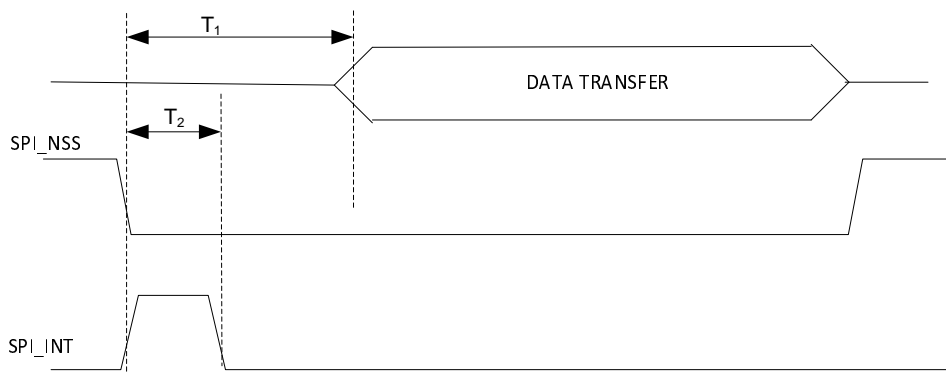 T1
DATA TRANSFER
T2
SPI_NSS
SPI_INT